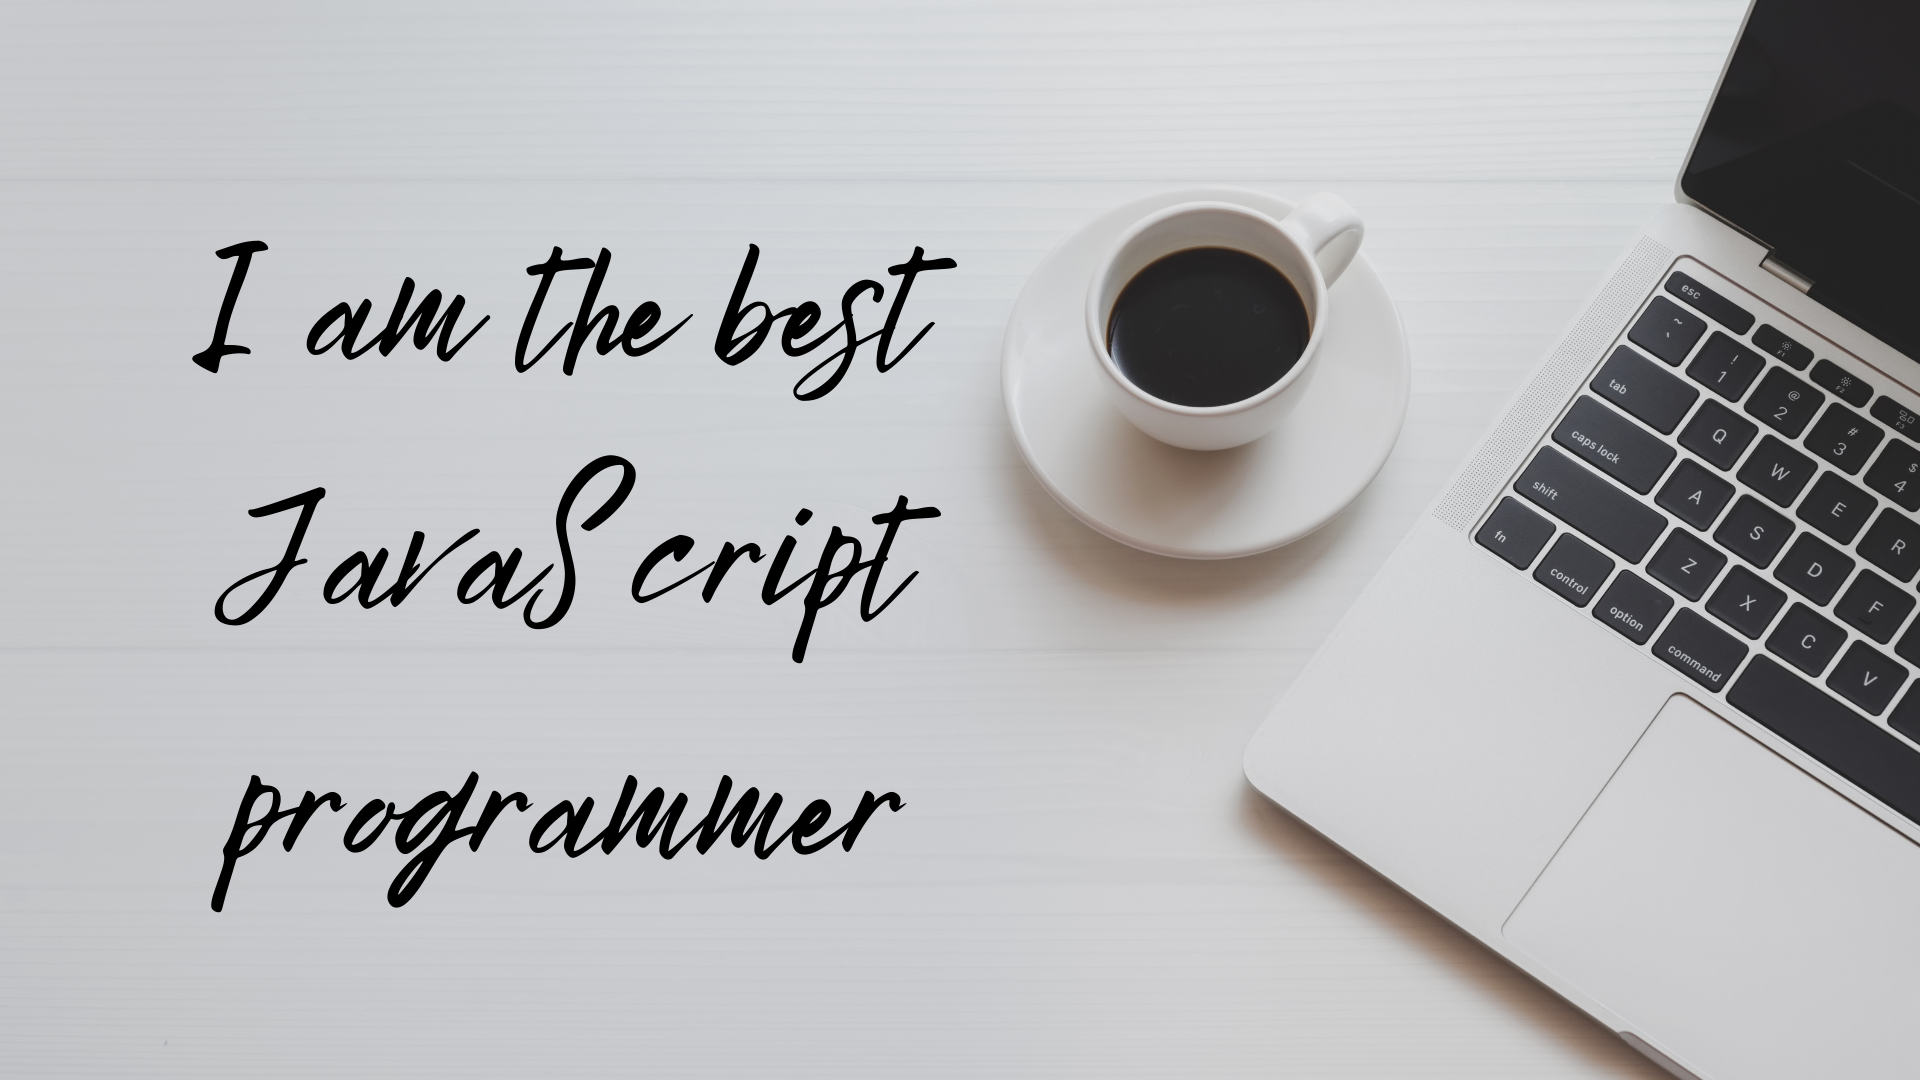 I am the best
JavaScript
programmer
esc
F1
F2
F3
~ `
! 1
@ 2
# 3
$ 4
tab
Q
W
E
R
caps lock
A
S
D
F
shift
Z
X
C
V
fn
control
option
command